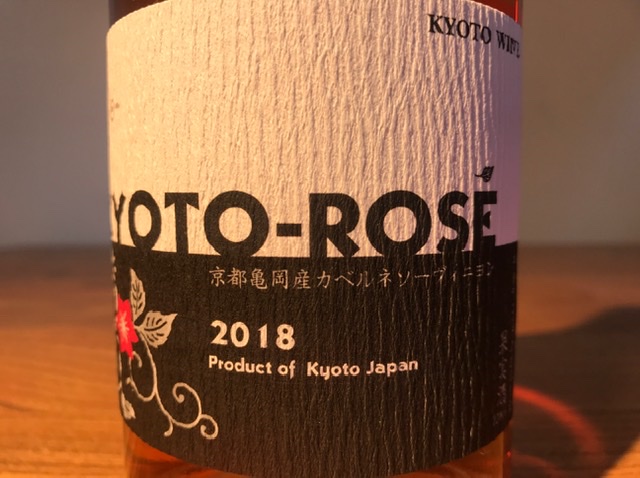 KYOTO WINE
YOTO-ROSÉ
京都亀岡産カベルネソーヴィニヨン
2018
Product of Kyoto Japan